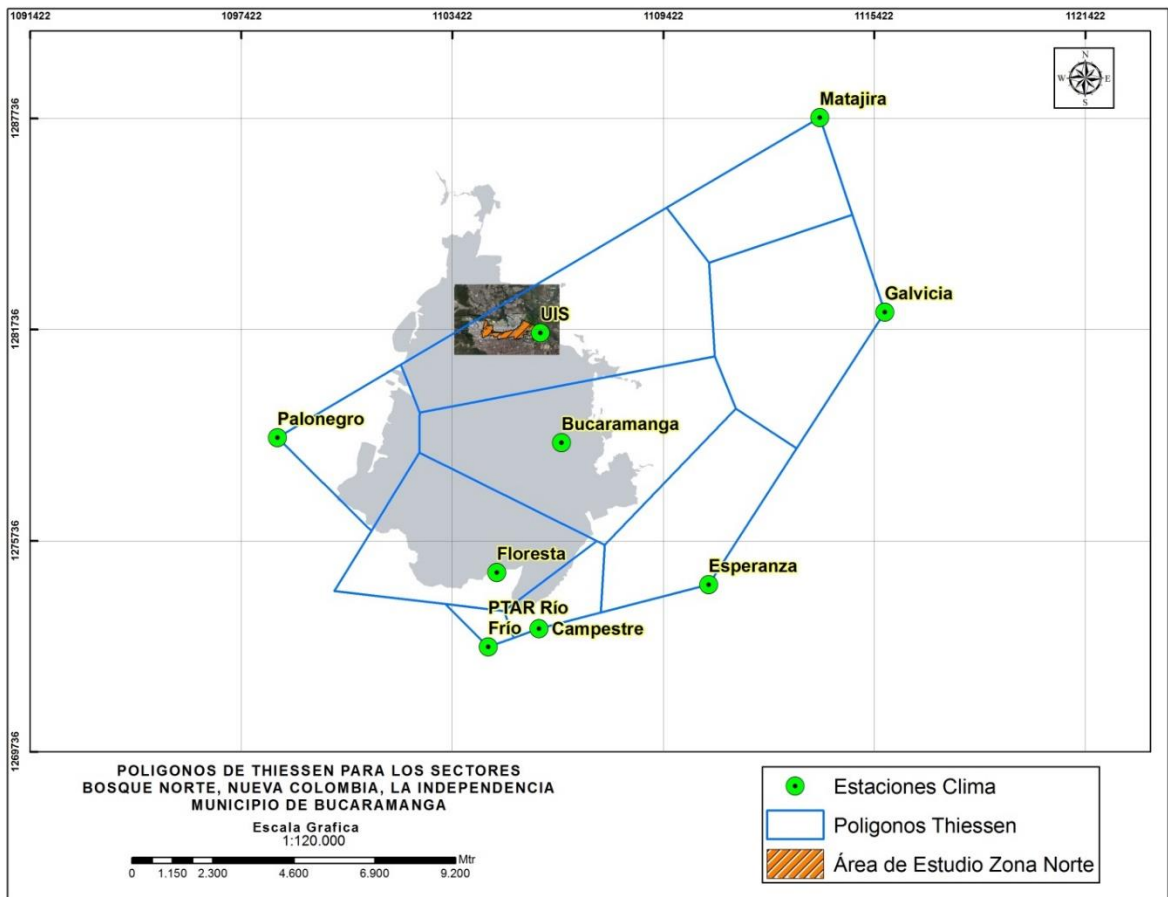 1091422 1097422 1103422 1109422 1115422 1121422
N
W E
S
1287736
Matajira
Galvicia
1281736
UIS
Palonegro
Bucaramanga
1275736
Floresta
Esperanza
PTAR Río
Frío
Campestre
1269736
POLIGONOS DE THIESSEN PARA LOS SECTORES
BOSQUE NORTE, NUEVA COLOMBIA, LA INDEPENDENCIA
MUNICIPIO DE BUCARAMANGA
Escala Grafica
1:120.000
Mtr
0 1.150 2.300 4.600 6.900 9.200
Estaciones Clima
Poligonos Thiessen
Área de Estudio Zona Norte